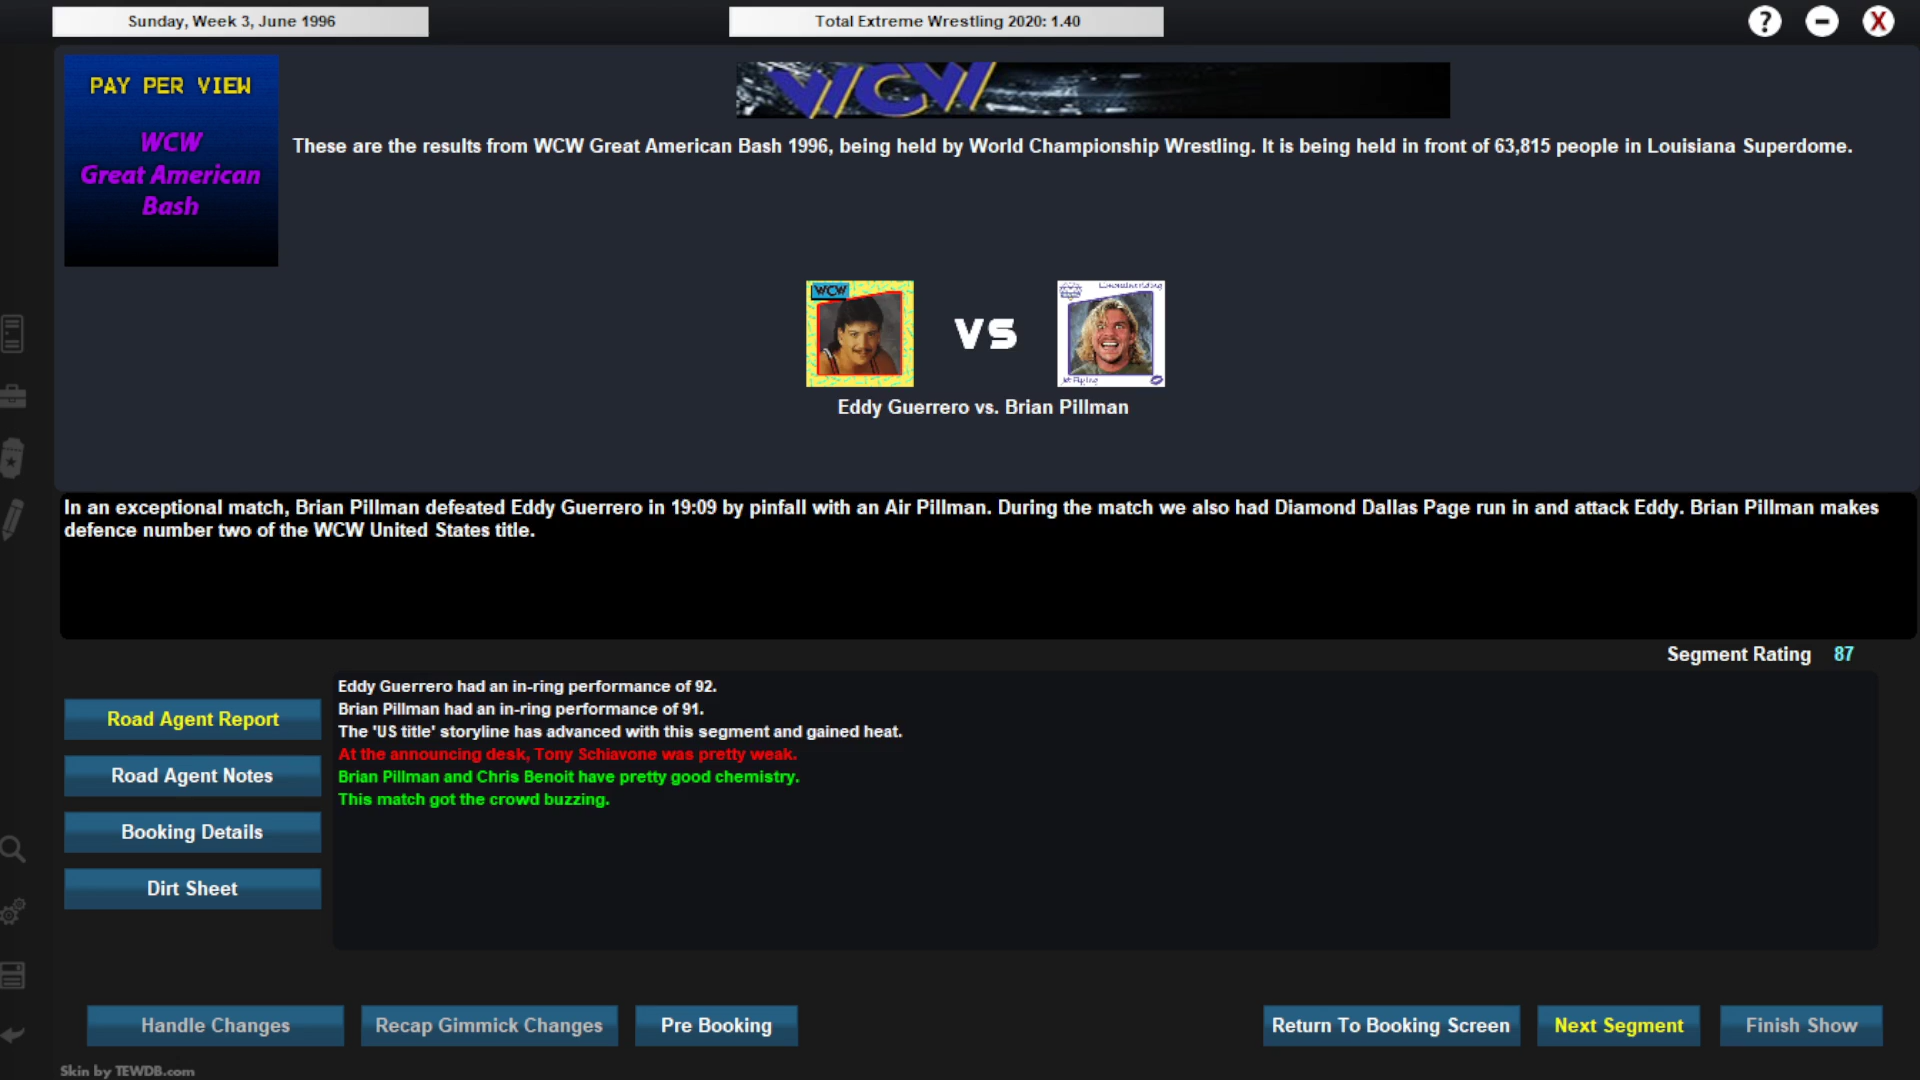 Sunday, Week 3, June 1996
Total Extreme Wrestling 2020: 1.40
?
X
PAY PER VIEW
WCW
Great American
Bash
WCW
These are the results from WCW Great American Bash 1996, being held by World Championship Wrestling. It is being held in front of 63,815 people in Louisiana Superdome.
WCW
VS
Eddy Guerrero vs. Brian Pillman
In an exceptional match, Brian Pillman defeated Eddy Guerrero in 19:09 by pinfall with an Air Pillman. During the match we also had Diamond Dallas Page run in and attack Eddy. Brian Pillman makes
defence number two of the WCW United States title.
Segment Rating 87
Road Agent Report
Road Agent Notes
Booking Details
Dirt Sheet
Eddy Guerrero had an in-ring performance of 92.
Brian Pillman had an in-ring performance of 91.
The 'US title' storyline has advanced with this segment and gained heat.
At the announcing desk, Tony Schiavone was pretty weak.
Brian Pillman and Chris Benoit have pretty good chemistry.
This match got the crowd buzzing.
Handle Changes
Recap Gimmick Changes
Pre Booking
Return To Booking Screen
Next Segment
Finish Show
Skin by TEWDB.com